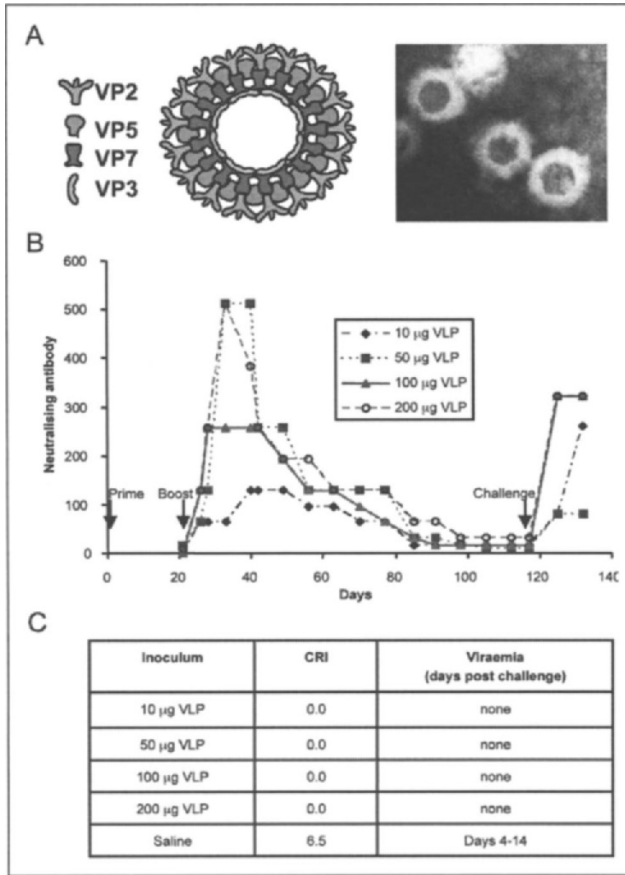 A
VP2
VP5
VP7
VP3
B
600
500
400
300
200
100
0
Neutralising antibody
Prime
Boost
Challenge
10 µg VLP
50 µg VLP
100 µg VLP
200 µg VLP
0
20
40
60
80
100
120
140
Days
C
Inoculum CRI Viraemia
(days post challenge)
10 µg VLP 0.0 none
50 µg VLP 0.0 none
100 µg VLP 0.0 none
200 µg VLP 0.0 none
Saline 6.5 Days 4-14